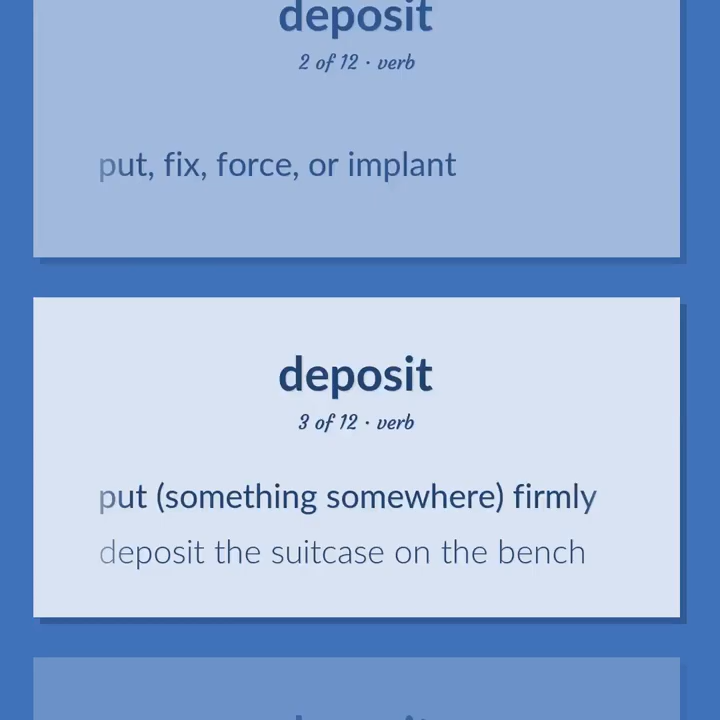 deposit
2 of 12 · verb
put, fix, force, or implant
deposit
3 of 12 · verb
put (something somewhere) firmly
deposit the suitcase on the bench